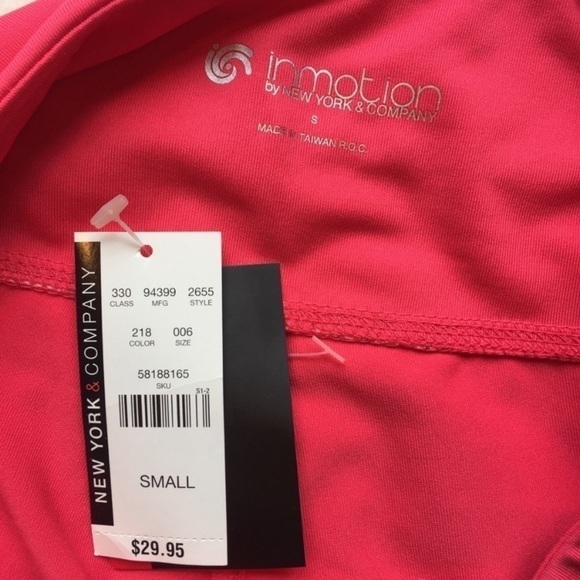 inmotion
by NEW YORK & COMPANY
S
MADE IN TAIWAN R.O.C.
NEW YORK & COMPANY
330 94399 2655
CLASS MFG STYLE
218 006
COLOR SIZE
58188165
SKU
S1-2
SMALL
$29.95